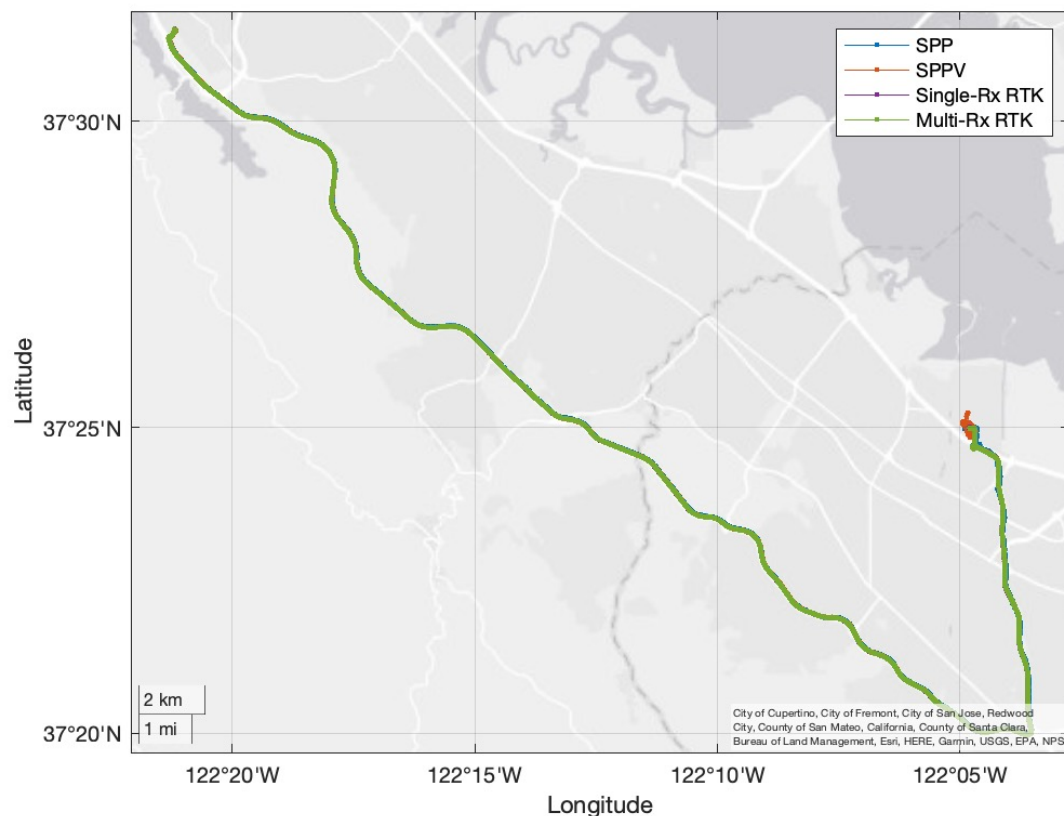 SPP
SPPV
Single-Rx RTK
Multi-Rx RTK
37°30'N
37°25'N
37°20'N
Latitude
2 km
1 mi
City of Cupertino, City of Fremont, City of San Jose, Redwood
City, County of San Mateo, California, County of Santa Clara,
Bureau of Land Management, Esri, HERE, Garmin, USGS, EPA, NPS
122°20'W
122°15'W
122°10'W
122°05'W
Longitude